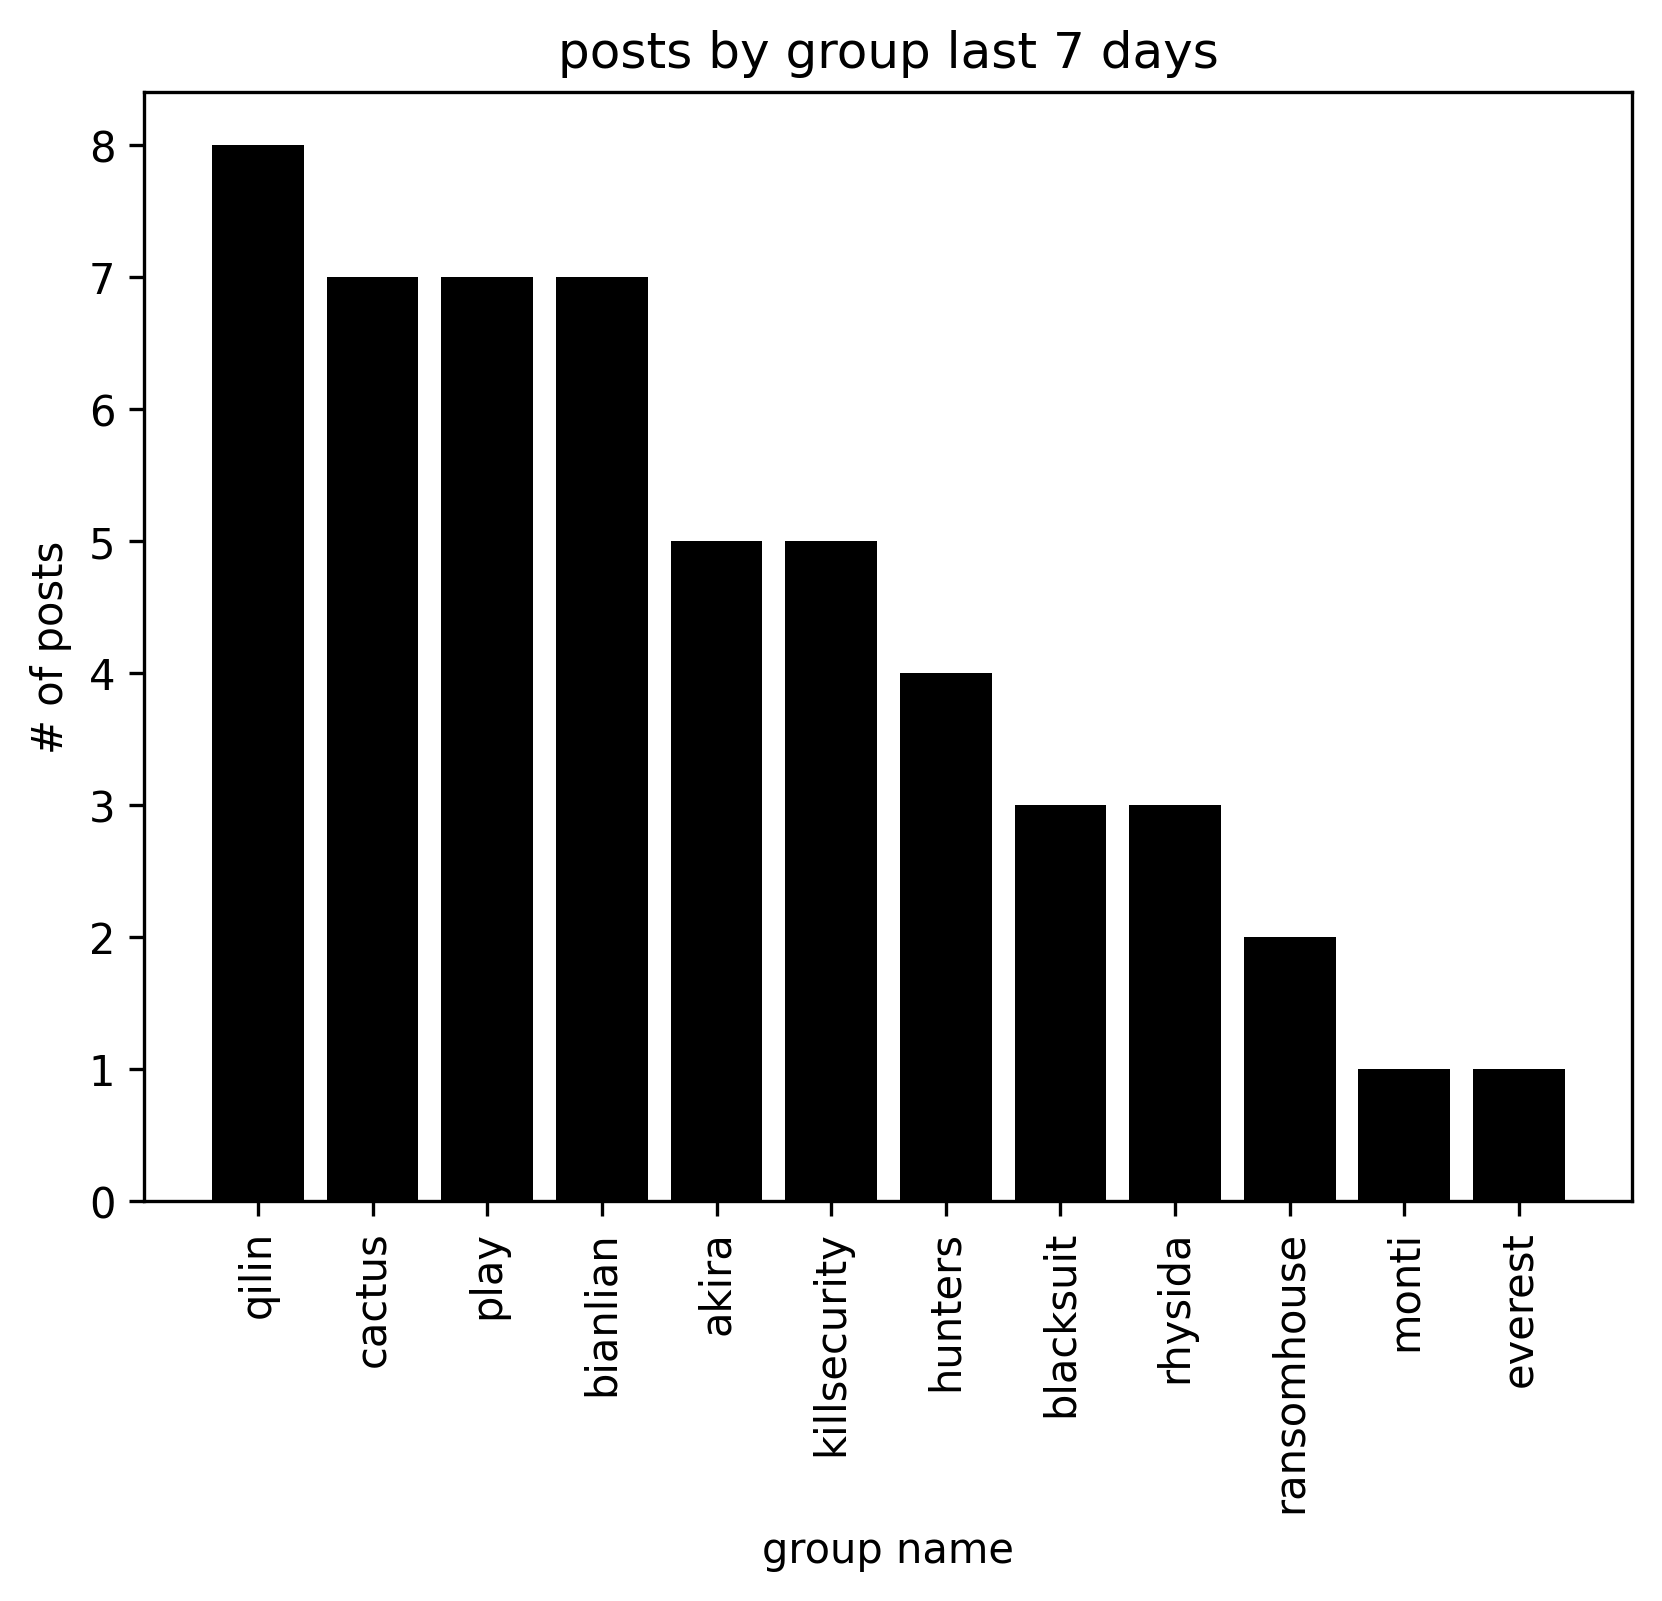 posts by group last 7 days
# of posts
8
7
6
5
4
3
2
1
0
qilin
cactus
play
bianlian
akira
killsecurity
hunters
blacksuit
rhysida
ransomhouse
monti
everest
group name